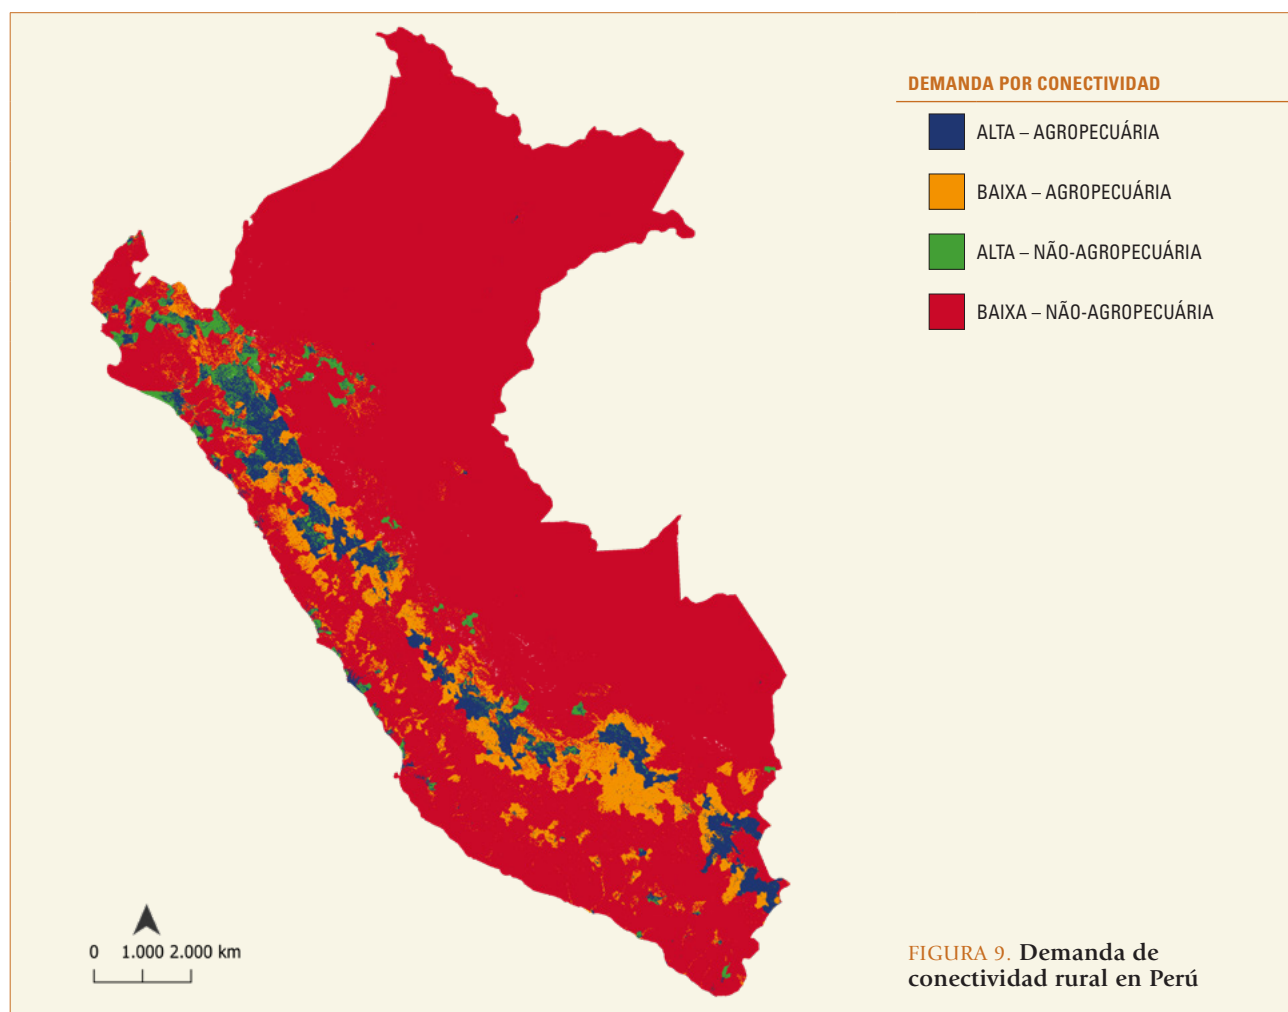 DEMANDA POR CONECTIVIDAD
ALTA – AGROPECUÁRIA
BAIXA – AGROPECUÁRIA
ALTA – NÃO-AGROPECUÁRIA
BAIXA – NÃO-AGROPECUÁRIA
0 1.000 2.000 km
FIGURA 9. Demanda de
conectividad rural en Perú